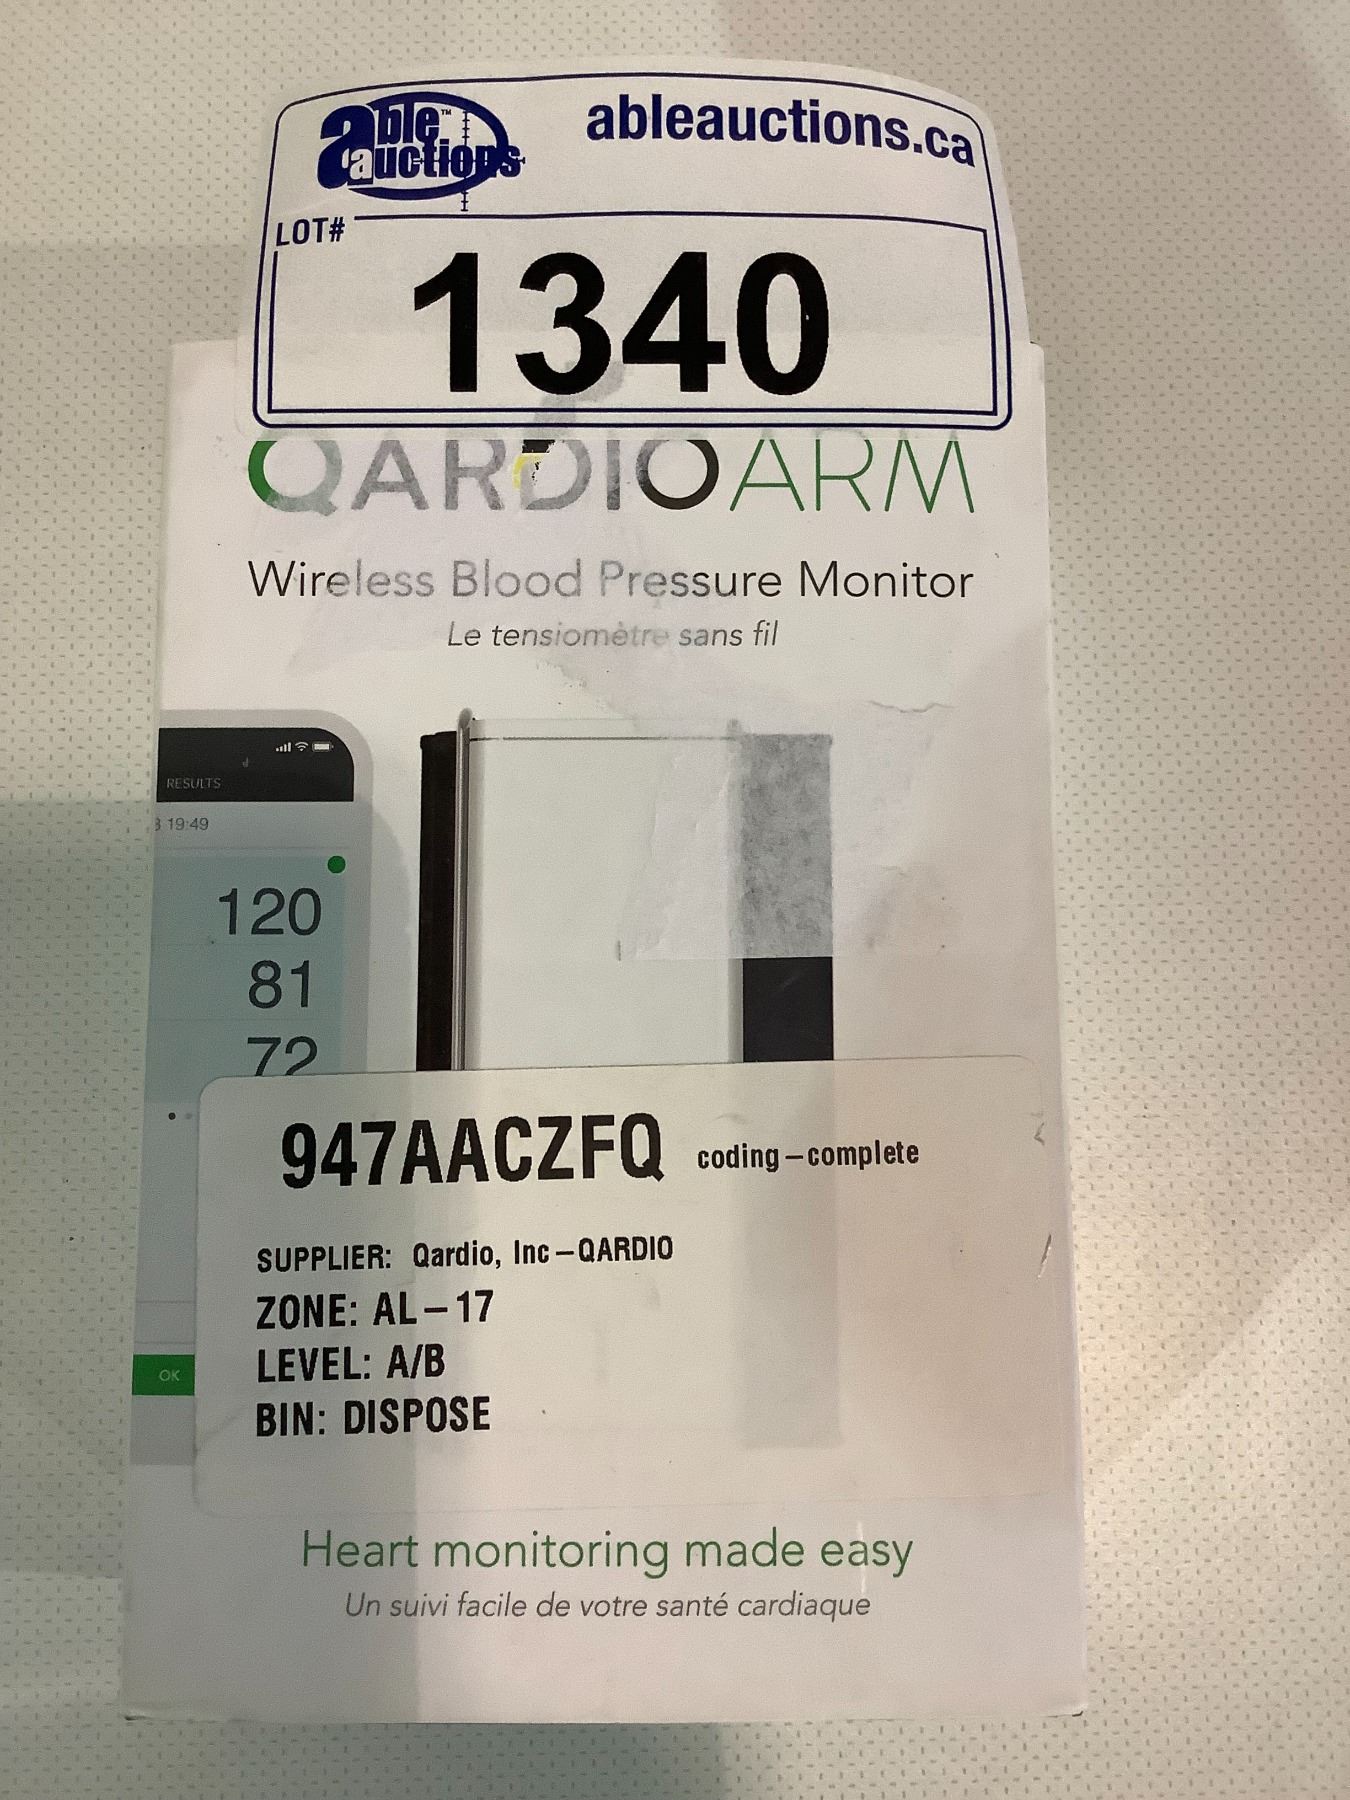 able auctions™
ableauctions.ca
LOT#
1340
QARDIOARM
Wireless Blood Pressure Monitor
Le tensiomètre sans fil
RESULTS
19:49
120
81
72
947AACZFQ coding-complete
SUPPLIER: Qardio, Inc-QARDIO
ZONE: AL-17
LEVEL: A/B
BIN: DISPOSE
OK
Heart monitoring made easy
Un suivi facile de votre santé cardiaque